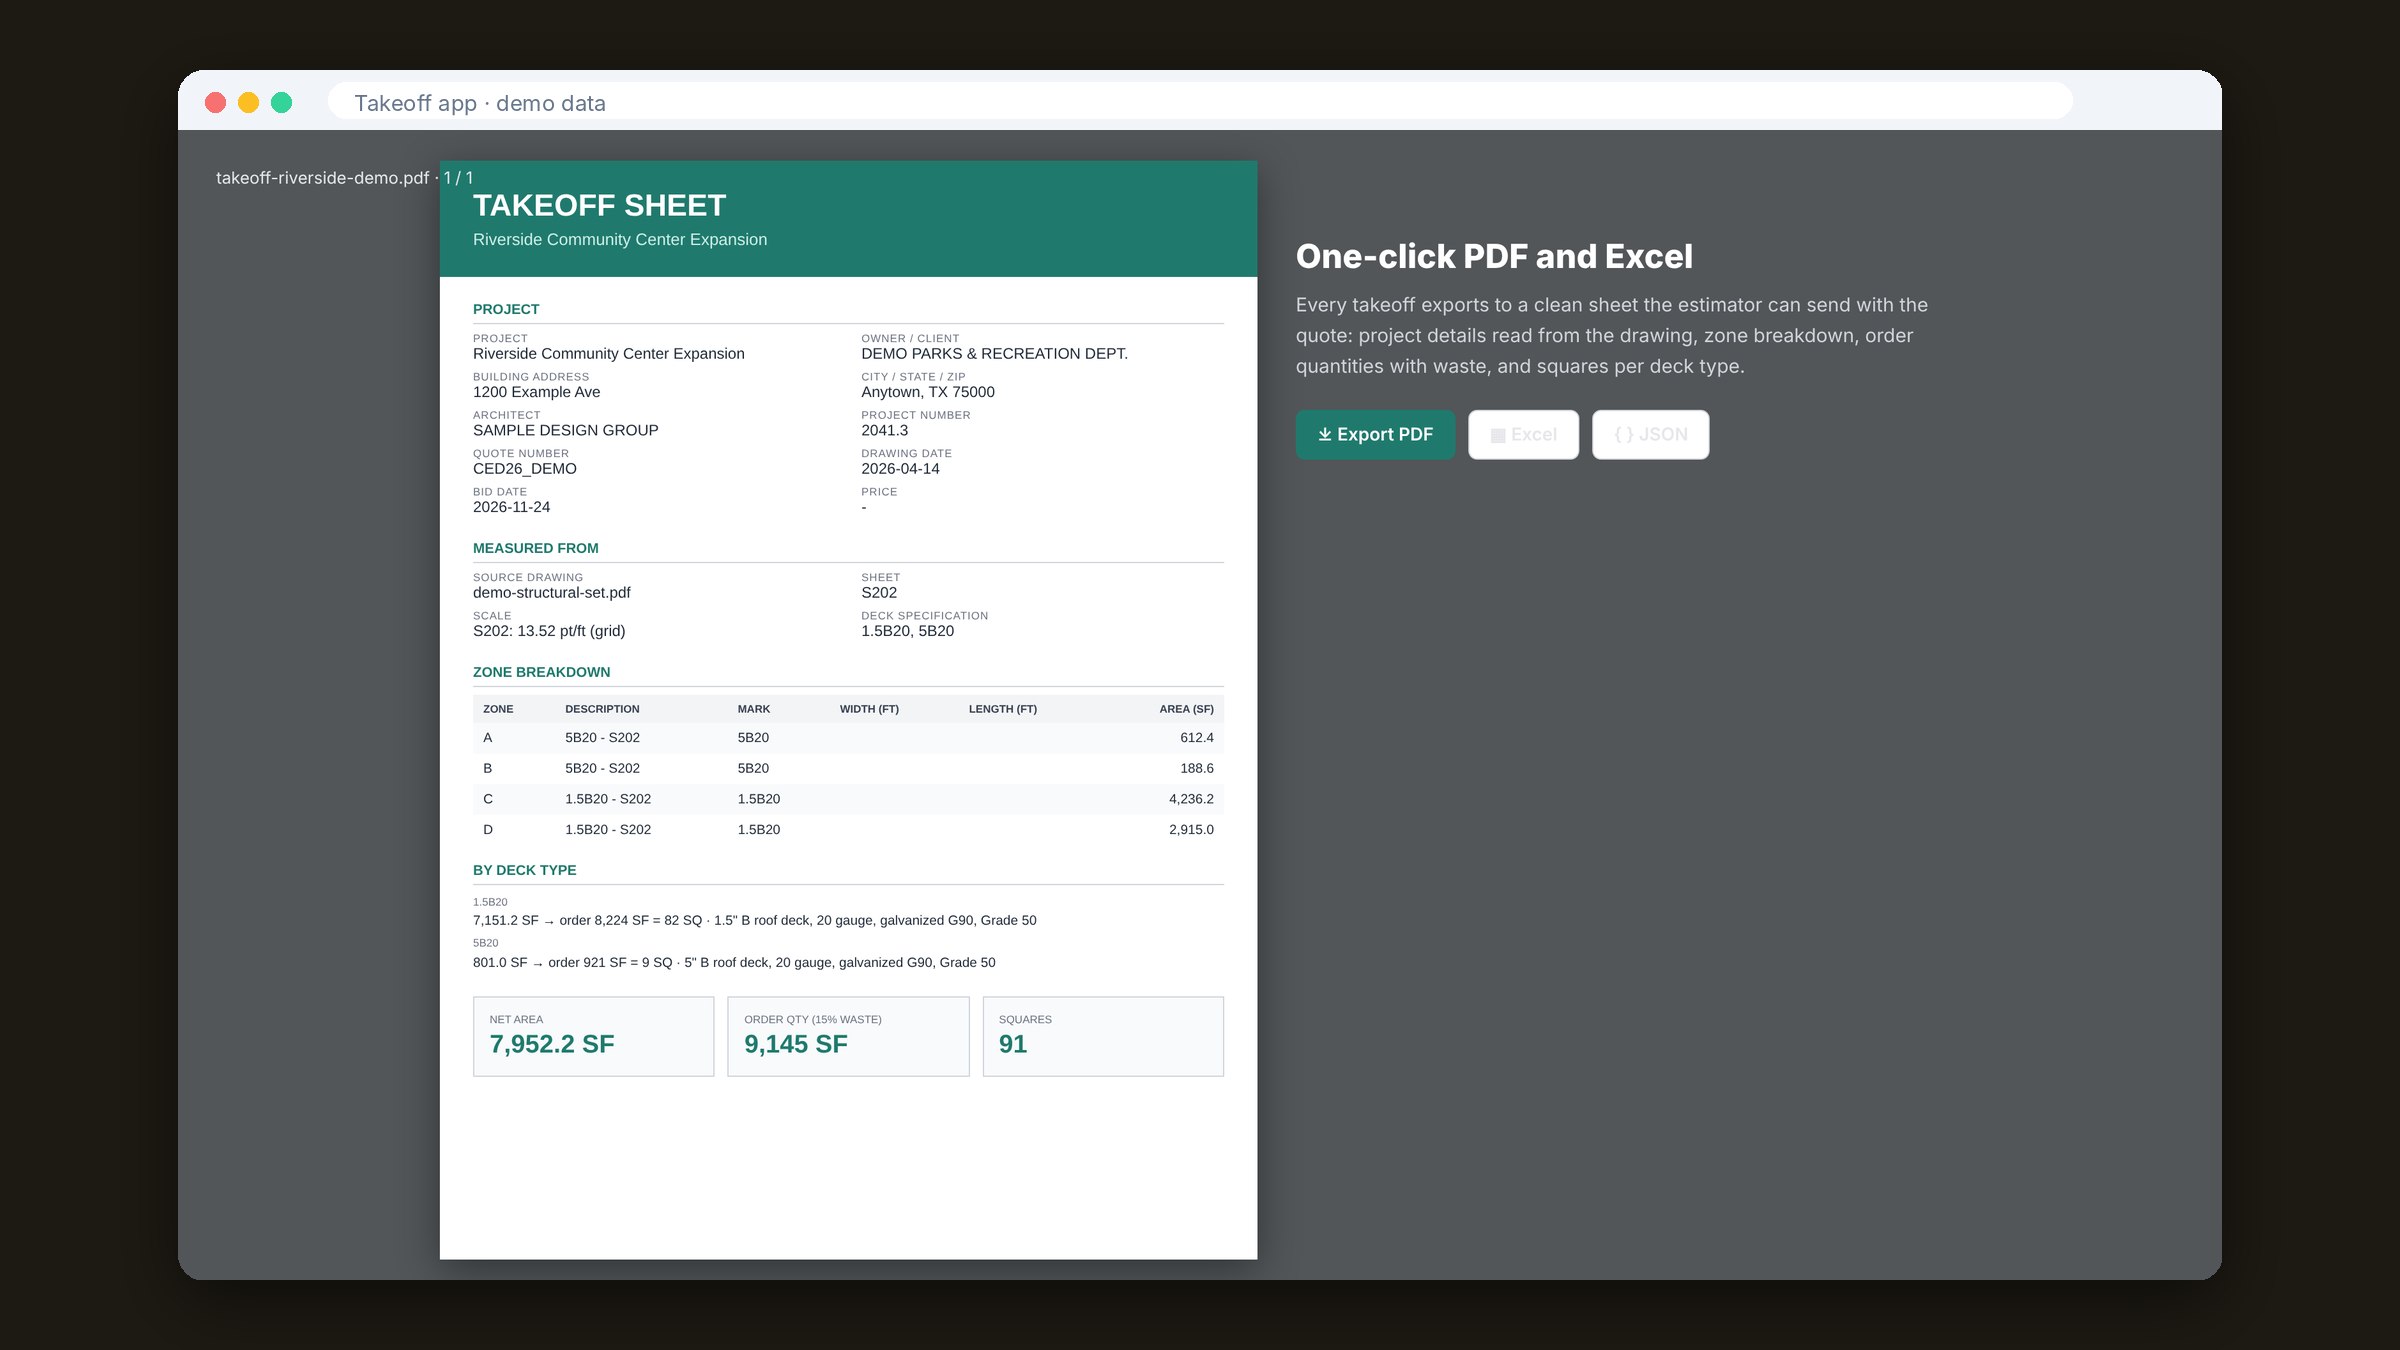 Takeoff app · demo data
takeoff-riverside-demo.pdf · 1 / 1
TAKEOFF SHEET
Riverside Community Center Expansion
PROJECT
PROJECT
Riverside Community Center Expansion
OWNER / CLIENT
DEMO PARKS & RECREATION DEPT.
BUILDING ADDRESS
1200 Example Ave
CITY / STATE / ZIP
Anytown, TX 75000
ARCHITECT
SAMPLE DESIGN GROUP
PROJECT NUMBER
2041.3
QUOTE NUMBER
CED26_DEMO
DRAWING DATE
2026-04-14
BID DATE
2026-11-24
PRICE
-
MEASURED FROM
SOURCE DRAWING
demo-structural-set.pdf
SHEET
S202
SCALE
S202: 13.52 pt/ft (grid)
DECK SPECIFICATION
1.5B20, 5B20
ZONE BREAKDOWN
ZONE DESCRIPTION MARK WIDTH (FT) LENGTH (FT) AREA (SF)
A 5B20 - S202 5B20 612.4
B 5B20 - S202 5B20 188.6
C 1.5B20 - S202 1.5B20 4,236.2
D 1.5B20 - S202 1.5B20 2,915.0
BY DECK TYPE
1.5B20
7,151.2 SF → order 8,224 SF = 82 SQ · 1.5" B roof deck, 20 gauge, galvanized G90, Grade 50
5B20
801.0 SF → order 921 SF = 9 SQ · 5" B roof deck, 20 gauge, galvanized G90, Grade 50
NET AREA
7,952.2 SF
ORDER QTY (15% WASTE)
9,145 SF
SQUARES
91
One-click PDF and Excel
Every takeoff exports to a clean sheet the estimator can send with the
quote: project details read from the drawing, zone breakdown, order
quantities with waste, and squares per deck type.
Export PDF
Excel
{ } JSON